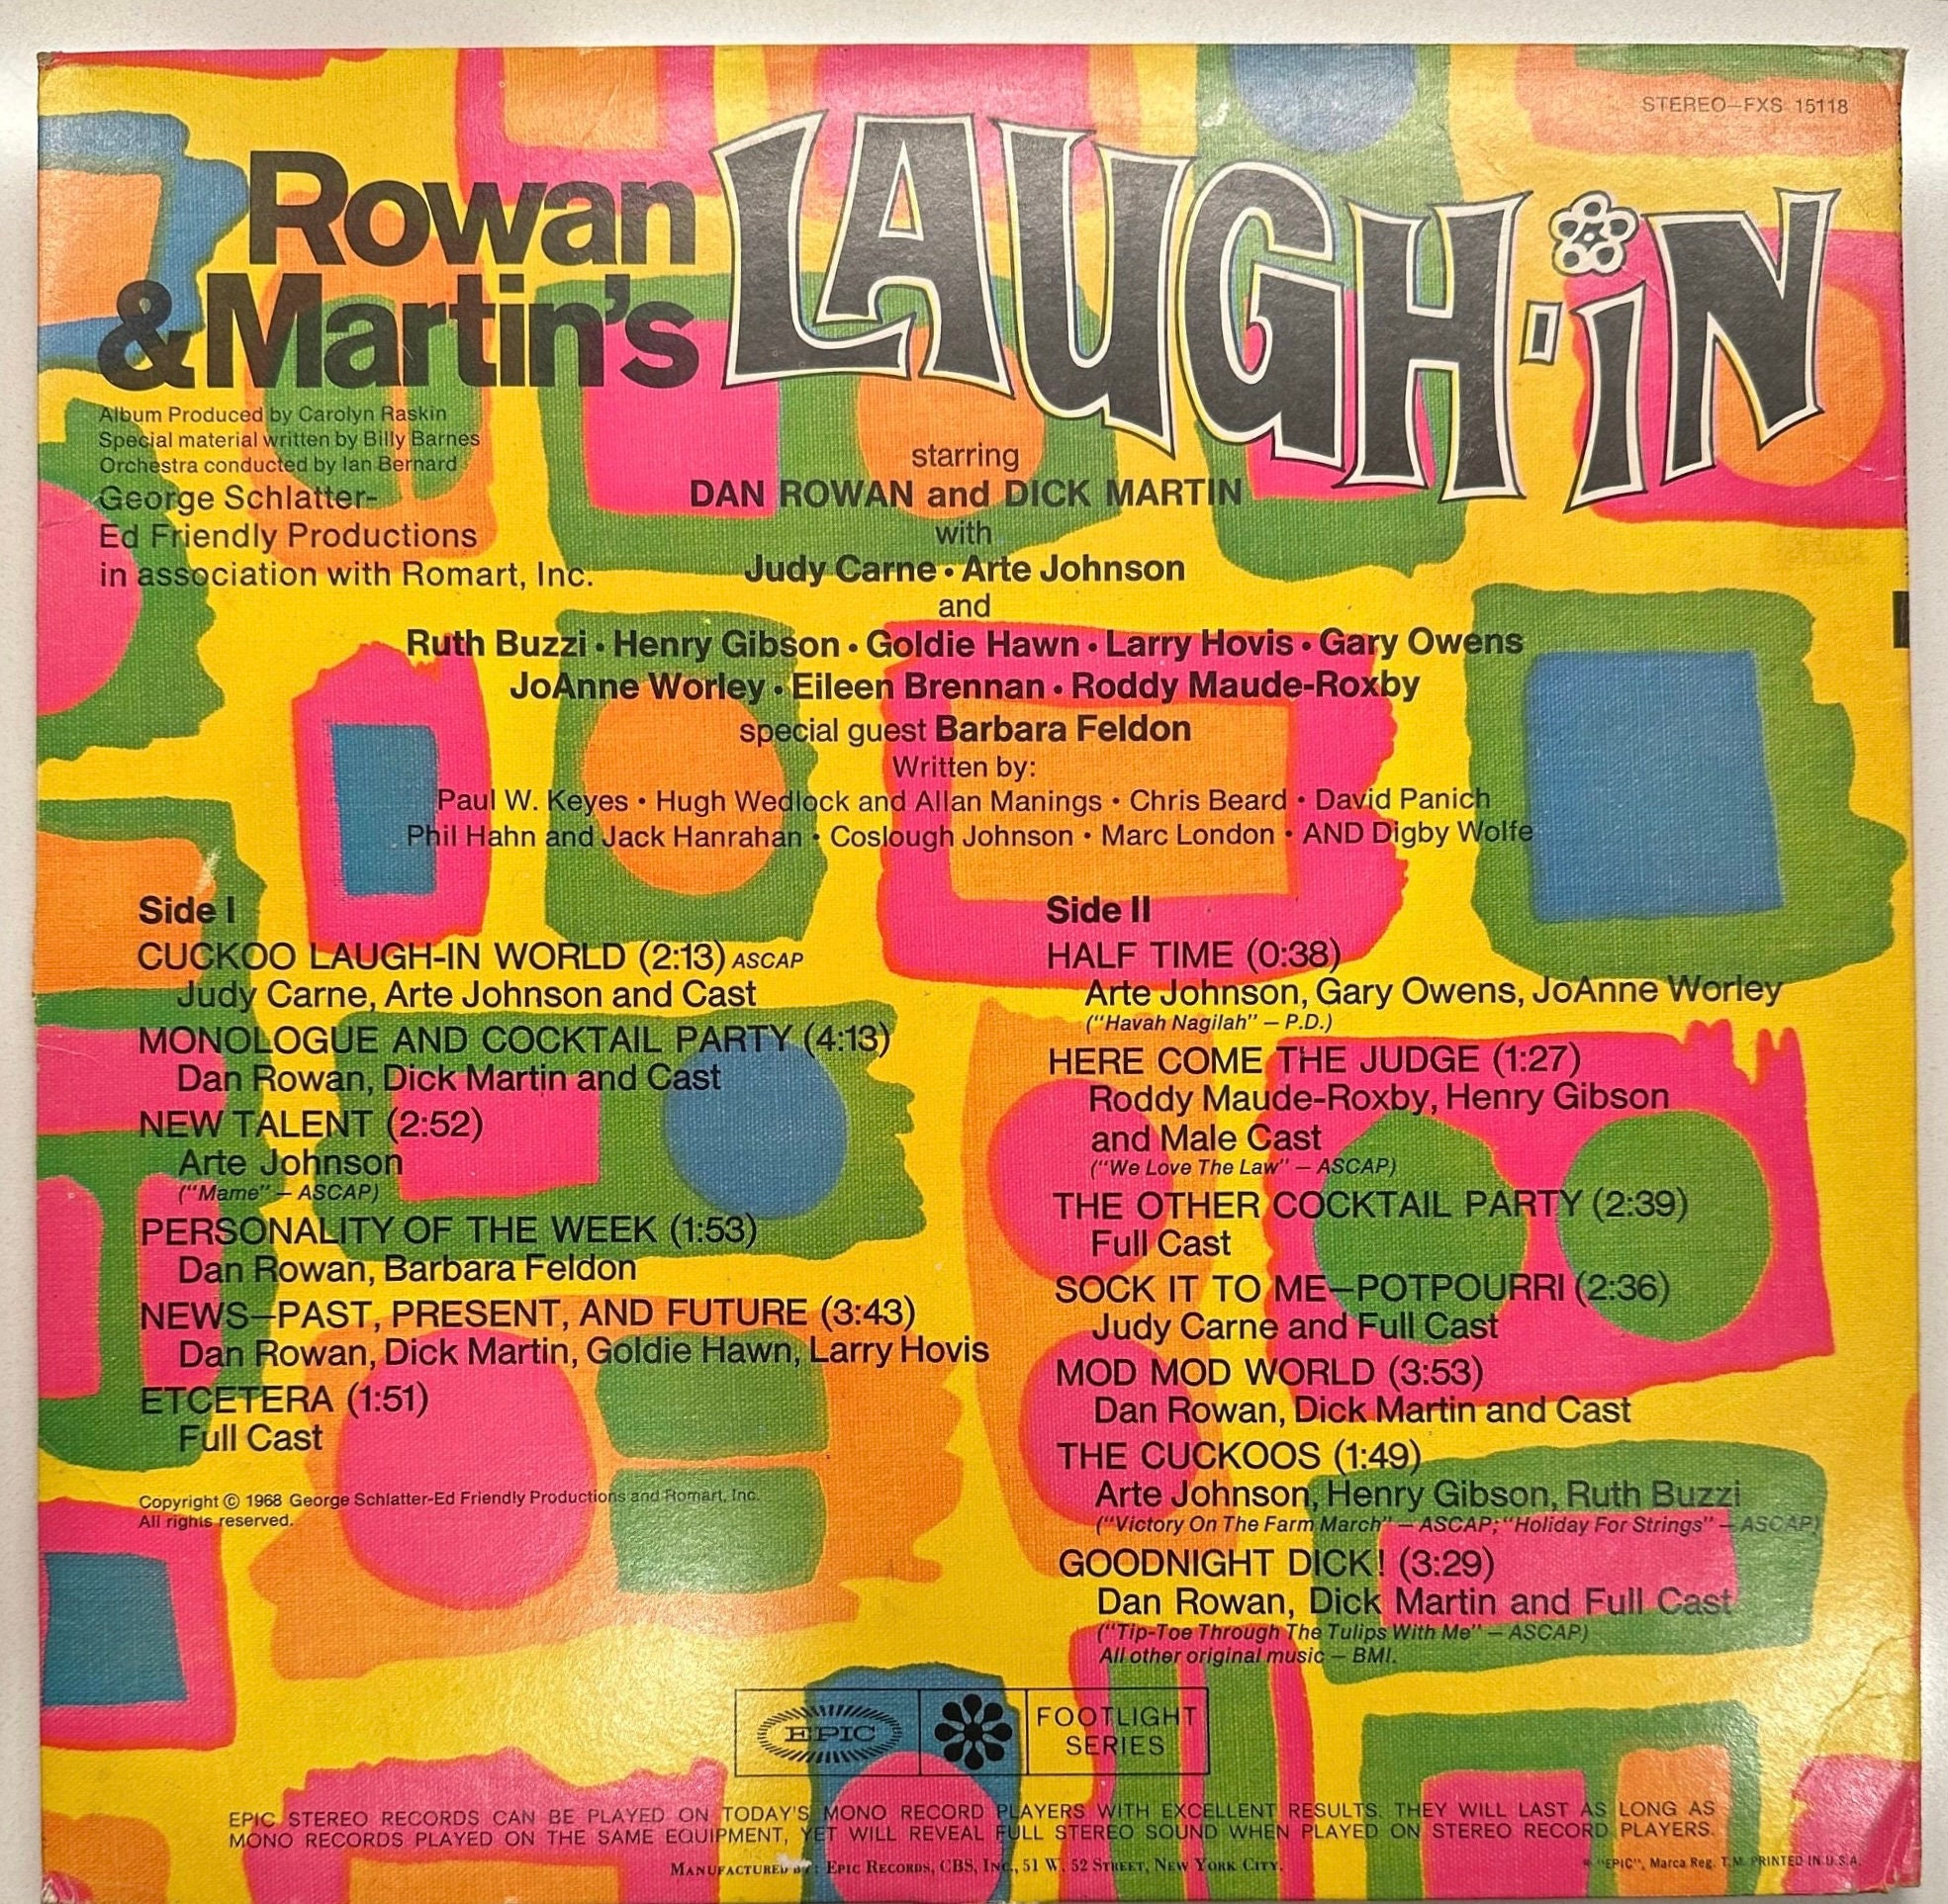 STEREO—FXS 15118
Rowan
& Martin's
LAUGH-iN
Album Produced by Carolyn Raskin
Special material written by Billy Barnes
Orchestra conducted by Ian Bernard
George Schlatter-
Ed Friendly Productions
in association with Romart, Inc.
starring
DAN ROWAN and DICK MARTIN
with
Judy Carne • Arte Johnson
and
Ruth Buzzi • Henry Gibson • Goldie Hawn • Larry Hovis • Gary Owens
JoAnne Worley • Eileen Brennan • Roddy Maude-Roxby
special guest Barbara Feldon
Written by:
Paul W. Keyes • Hugh Wedlock and Allan Manings • Chris Beard • David Panich
Phil Hahn and Jack Hanrahan • Coslough Johnson • Marc London • AND Digby Wolfe
Side I
CUCKOO LAUGH-IN WORLD (2:13) ASCAP
Judy Carne, Arte Johnson and Cast
MONOLOGUE AND COCKTAIL PARTY (4:13)
Dan Rowan, Dick Martin and Cast
NEW TALENT (2:52)
Arte Johnson
("Mame" — ASCAP)
PERSONALITY OF THE WEEK (1:53)
Dan Rowan, Barbara Feldon
NEWS—PAST, PRESENT, AND FUTURE (3:43)
Dan Rowan, Dick Martin, Goldie Hawn, Larry Hovis
ETCETERA (1:51)
Full Cast
Copyright © 1968 George Schlatter-Ed Friendly Productions and Romart, Inc.
All rights reserved.
Side II
HALF TIME (0:38)
Arte Johnson, Gary Owens, JoAnne Worley
("Havah Nagilah" — P.D.)
HERE COME THE JUDGE (1:27)
Roddy Maude-Roxby, Henry Gibson
and Male Cast
("We Love The Law" — ASCAP)
THE OTHER COCKTAIL PARTY (2:39)
Full Cast
SOCK IT TO ME—POTPOURRI (2:36)
Judy Carne and Full Cast
MOD MOD WORLD (3:53)
Dan Rowan, Dick Martin and Cast
THE CUCKOOS (1:49)
Arte Johnson, Henry Gibson, Ruth Buzzi
("Victory On The Farm March" — ASCAP; "Holiday For Strings" — ASCAP)
GOODNIGHT DICK! (3:29)
Dan Rowan, Dick Martin and Full Cast
("Tip-Toe Through The Tulips With Me" — ASCAP)
All other original music — BMI.
EPIC
FOOTLIGHT
SERIES
EPIC STEREO RECORDS CAN BE PLAYED ON TODAY'S MONO RECORD PLAYERS WITH EXCELLENT RESULTS. THEY WILL LAST AS LONG AS
MONO RECORDS PLAYED ON THE SAME EQUIPMENT, YET WILL REVEAL FULL STEREO SOUND WHEN PLAYED ON STEREO RECORD PLAYERS.
Manufactured by: Epic Records, CBS, Inc., 51 W. 52 Street, New York City.
® "EPIC", Marca Reg. T.M. PRINTED IN U.S.A.